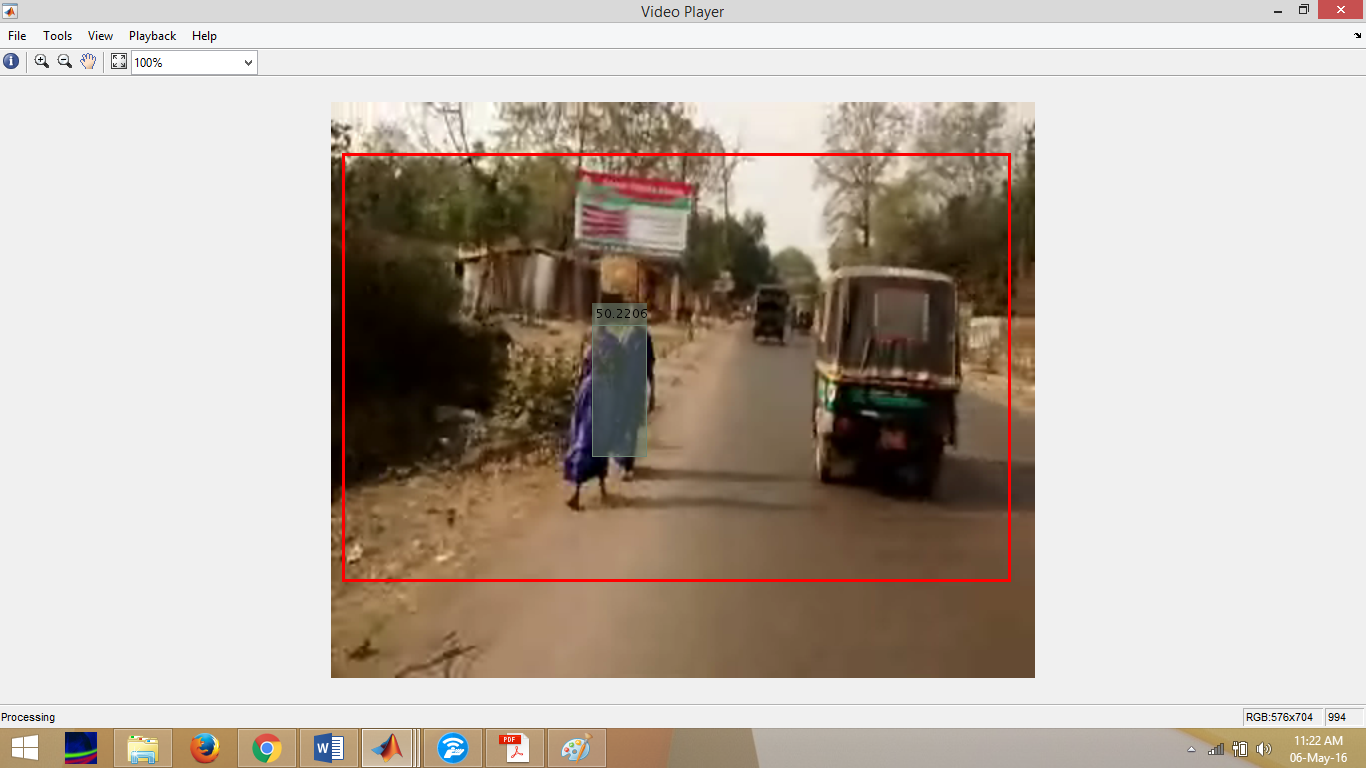 Video Player
File Tools View Playback Help
100%
50.2206
Processing
RGB:576x704 994
PDF
11:22 AM
06-May-16